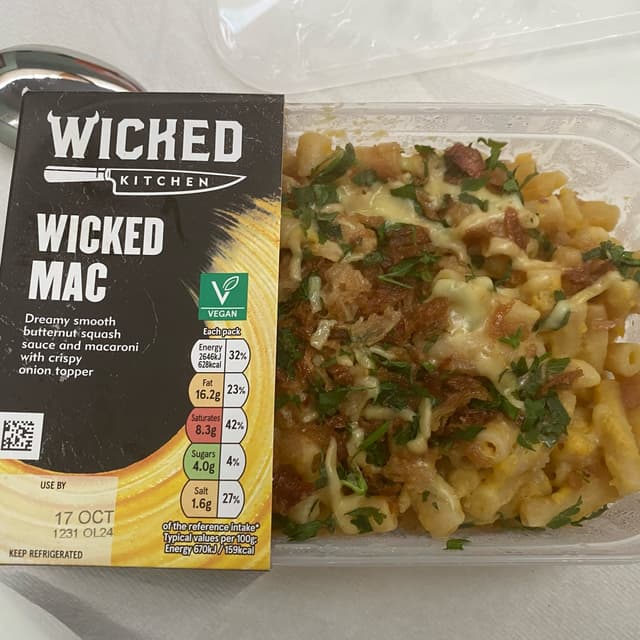 WICKED
KITCHEN
WICKED
MAC
Dreamy smooth
butternut squash
sauce and macaroni
with crispy
onion topper
V
VEGAN
Each pack
Energy
2646kJ
628kcal
32%
Fat
16.2g
23%
Saturates
8.3g
42%
Sugars
4.0g
4%
Salt
1.6g
27%
of the reference intake*
Typical values per 100g:
Energy 670kJ / 159kcal
USE BY
17 OCT
1231 OL24
KEEP REFRIGERATED